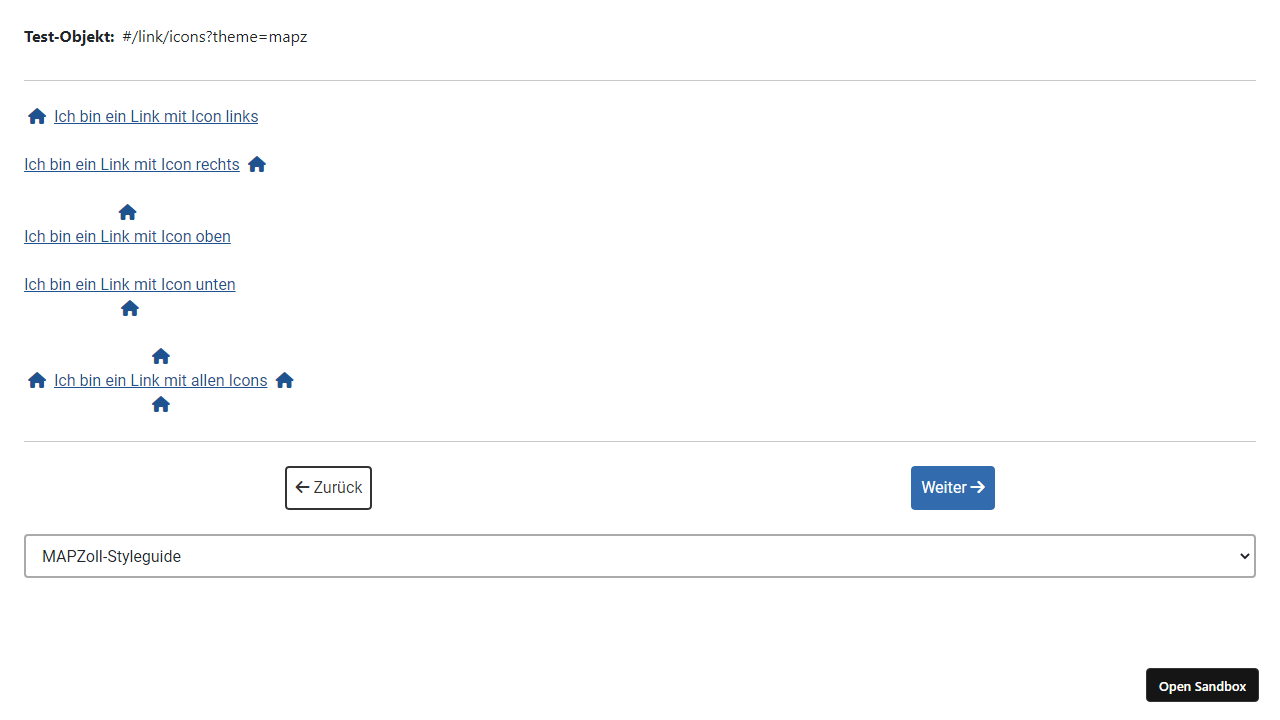 Test-Objekt: #/link/icons?theme=mapz
Ich bin ein Link mit Icon links
Ich bin ein Link mit Icon rechts
Ich bin ein Link mit Icon oben
Ich bin ein Link mit Icon unten
Ich bin ein Link mit allen Icons
Zurück
Weiter
MAPZoll-Styleguide
Open Sandbox